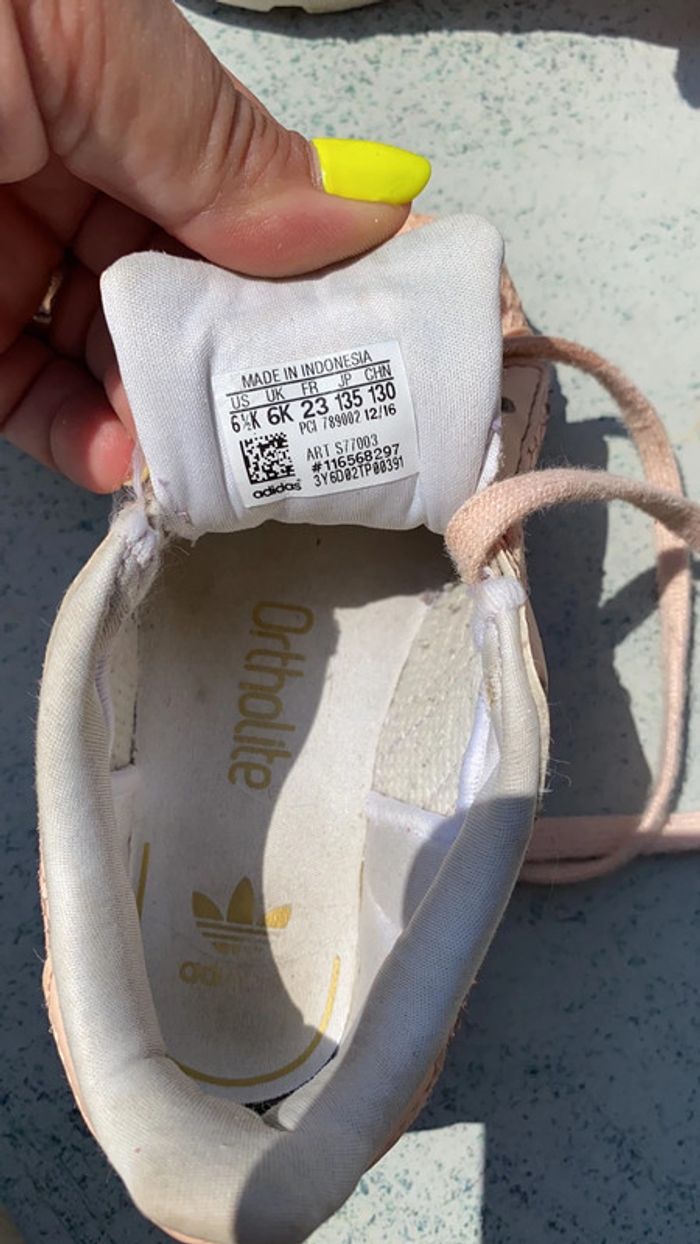 MADE IN INDONESIA
US UK FR JP CHN
6½K 6K 23 135 130
PCI 789002 12/16
ART S77003
#116568297
3Y6D02TP00391
adidas
Ortholite